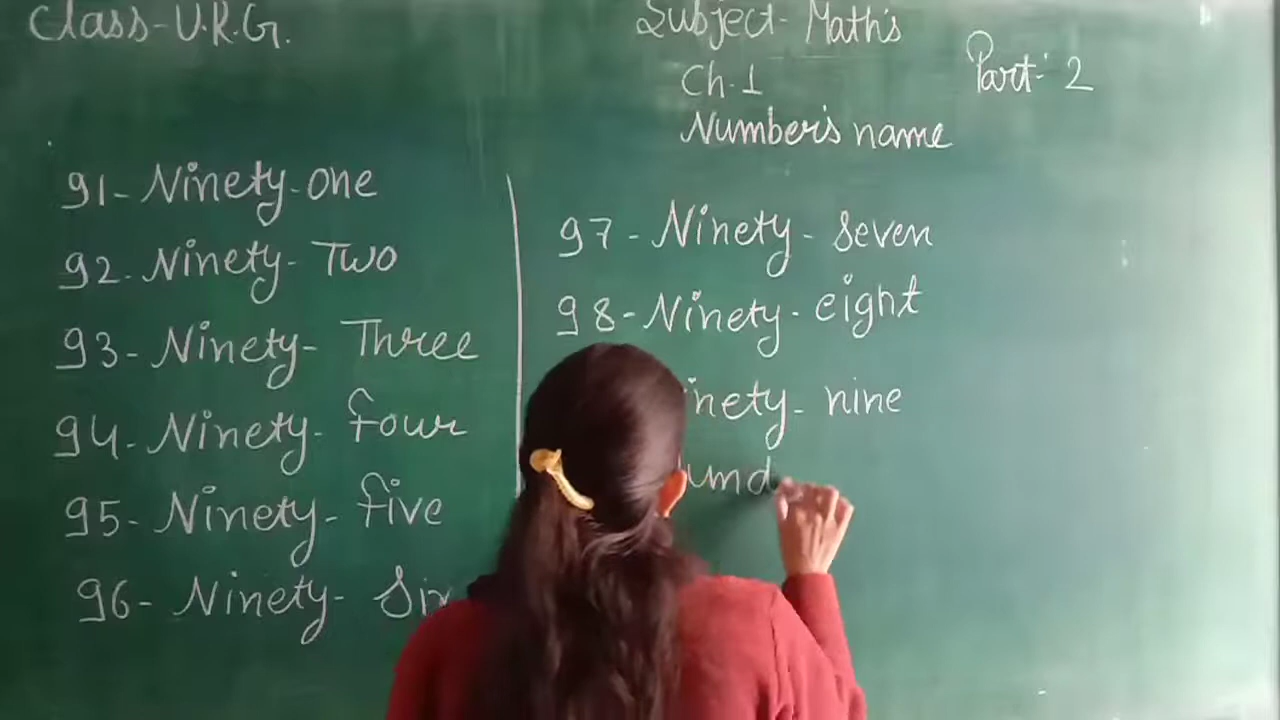 Class-U.K.G.
Subject- Math's
Ch.1
Part- 2
Number's name
91- Ninety-one
92- Ninety- Two
93- Ninety- Three
94- Ninety- four
95- Ninety- five
96- Ninety- Six
97- Ninety- Seven
98- Ninety- eight
inety- nine
und